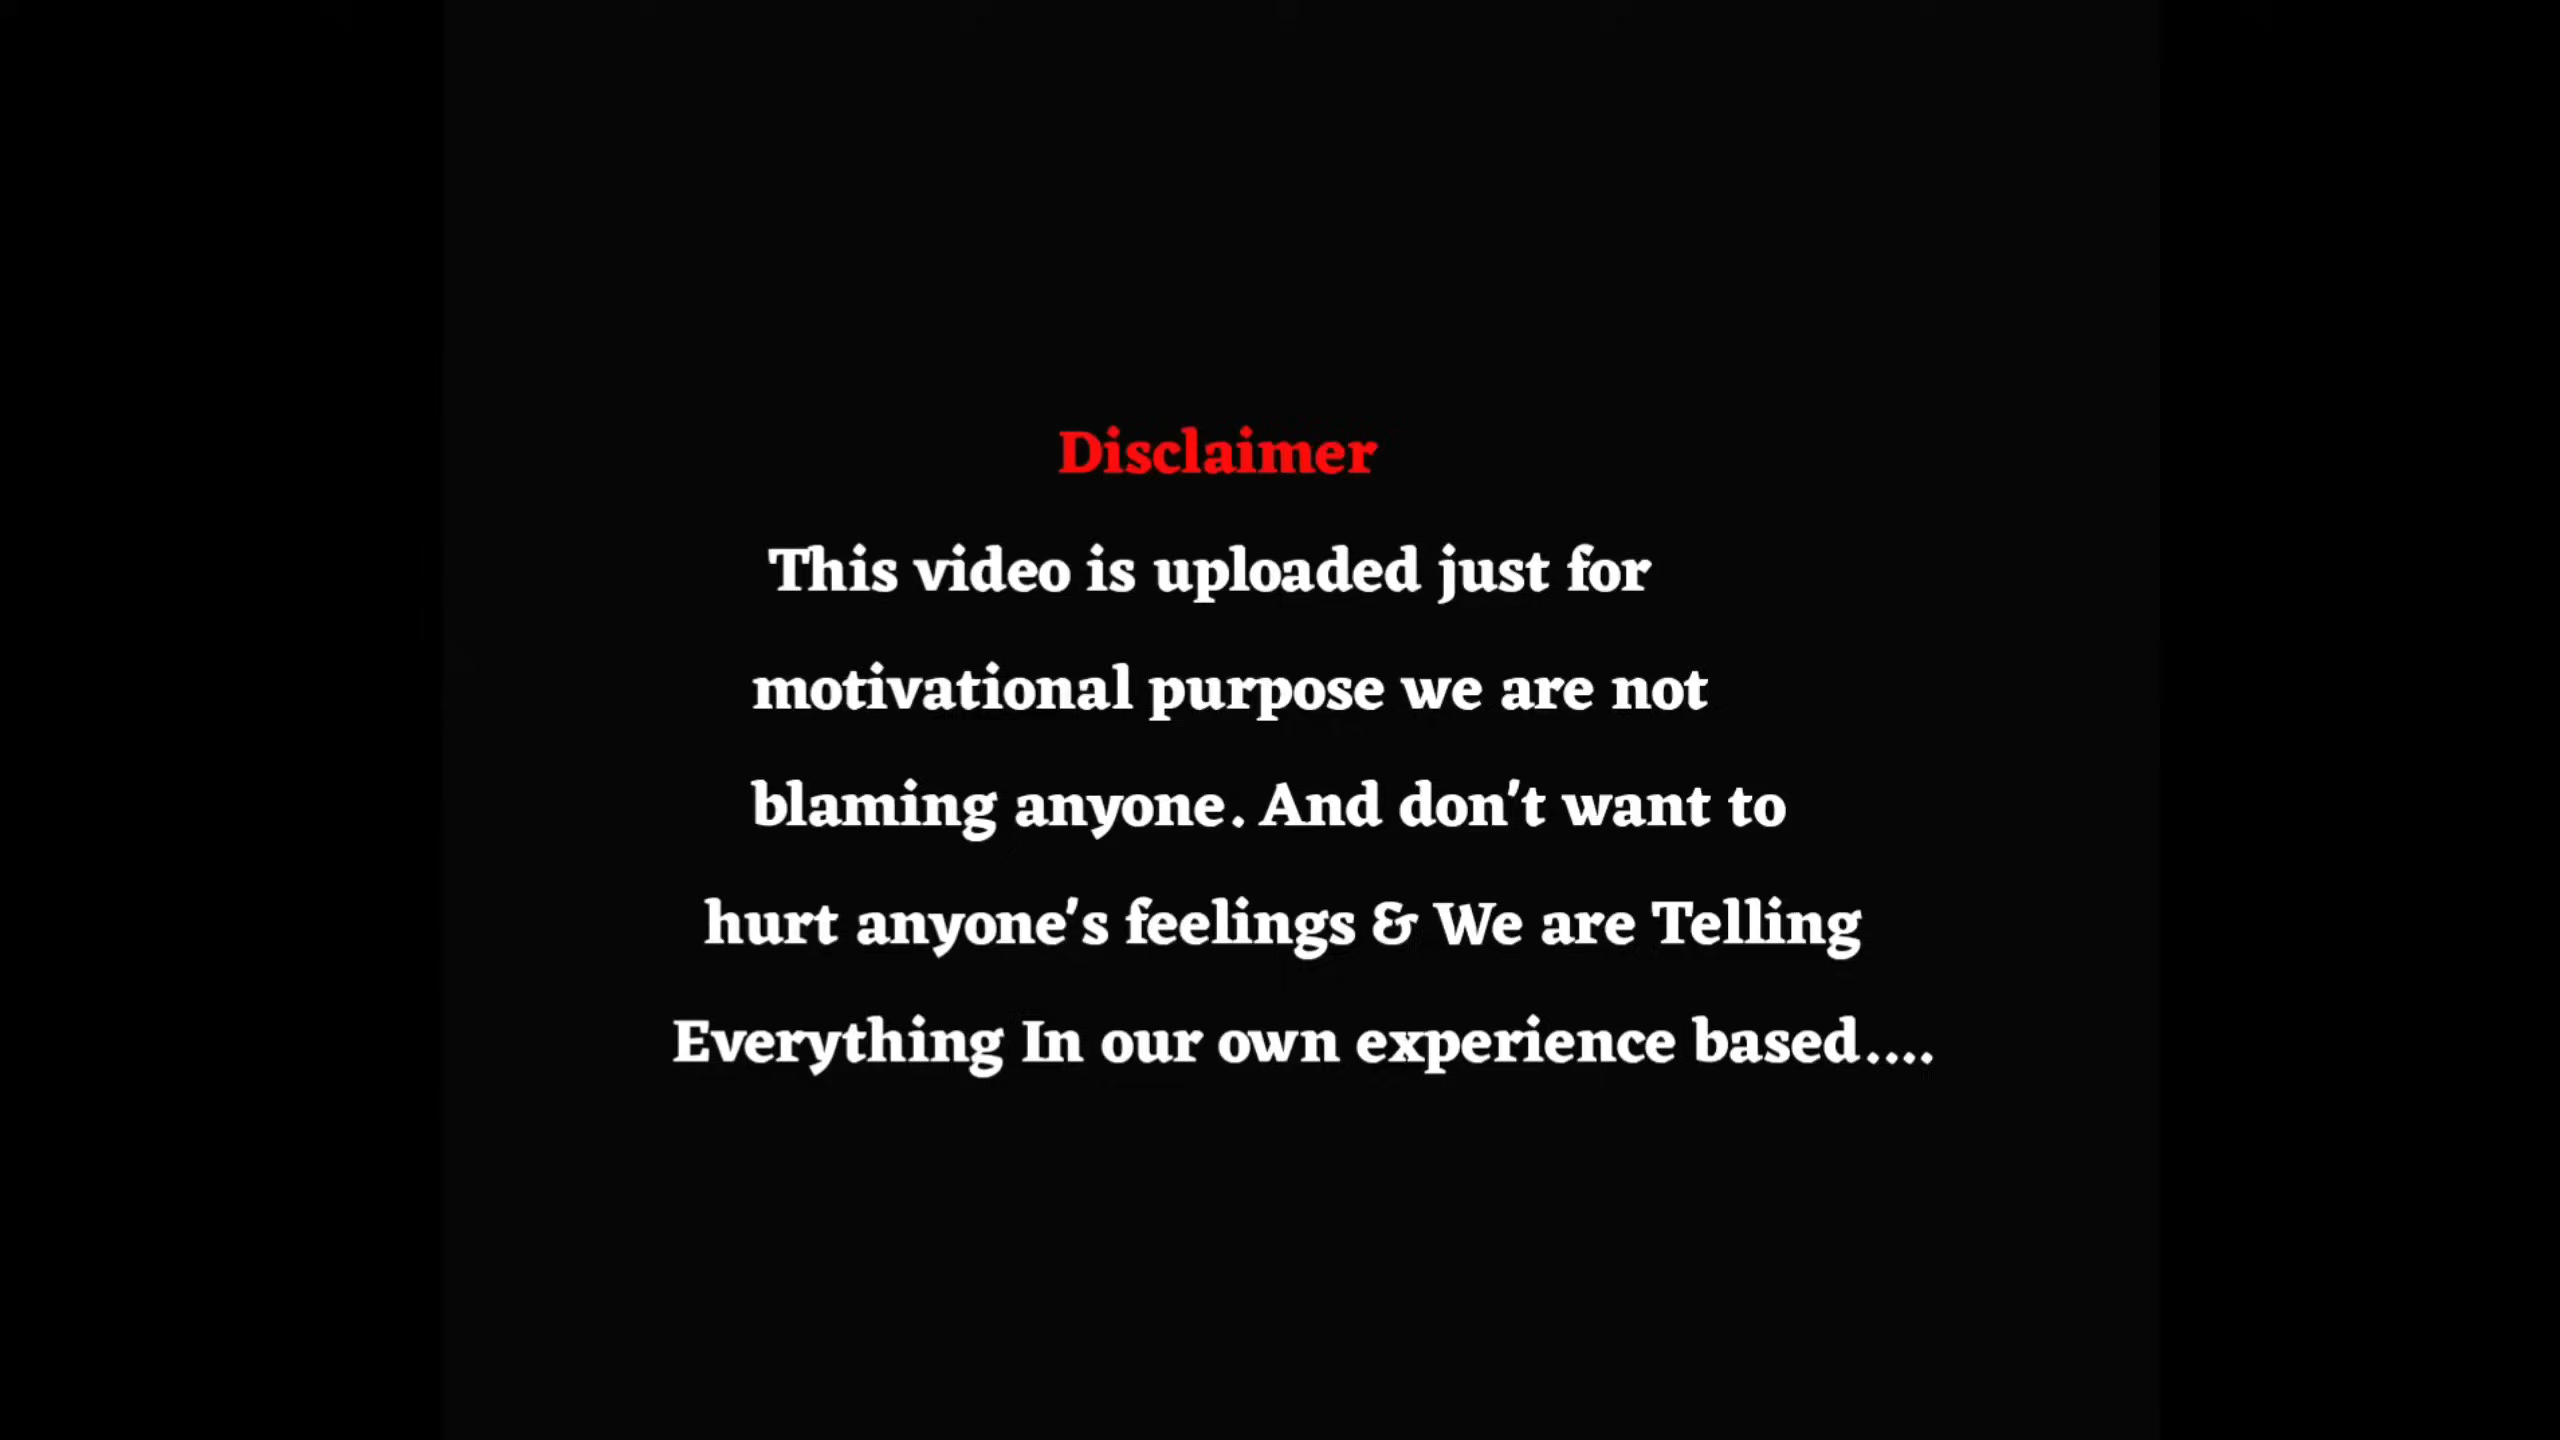 Disclaimer
This video is uploaded just for
motivational purpose we are not
blaming anyone. And don't want to
hurt anyone's feelings & We are Telling
Everything In our own experience based....